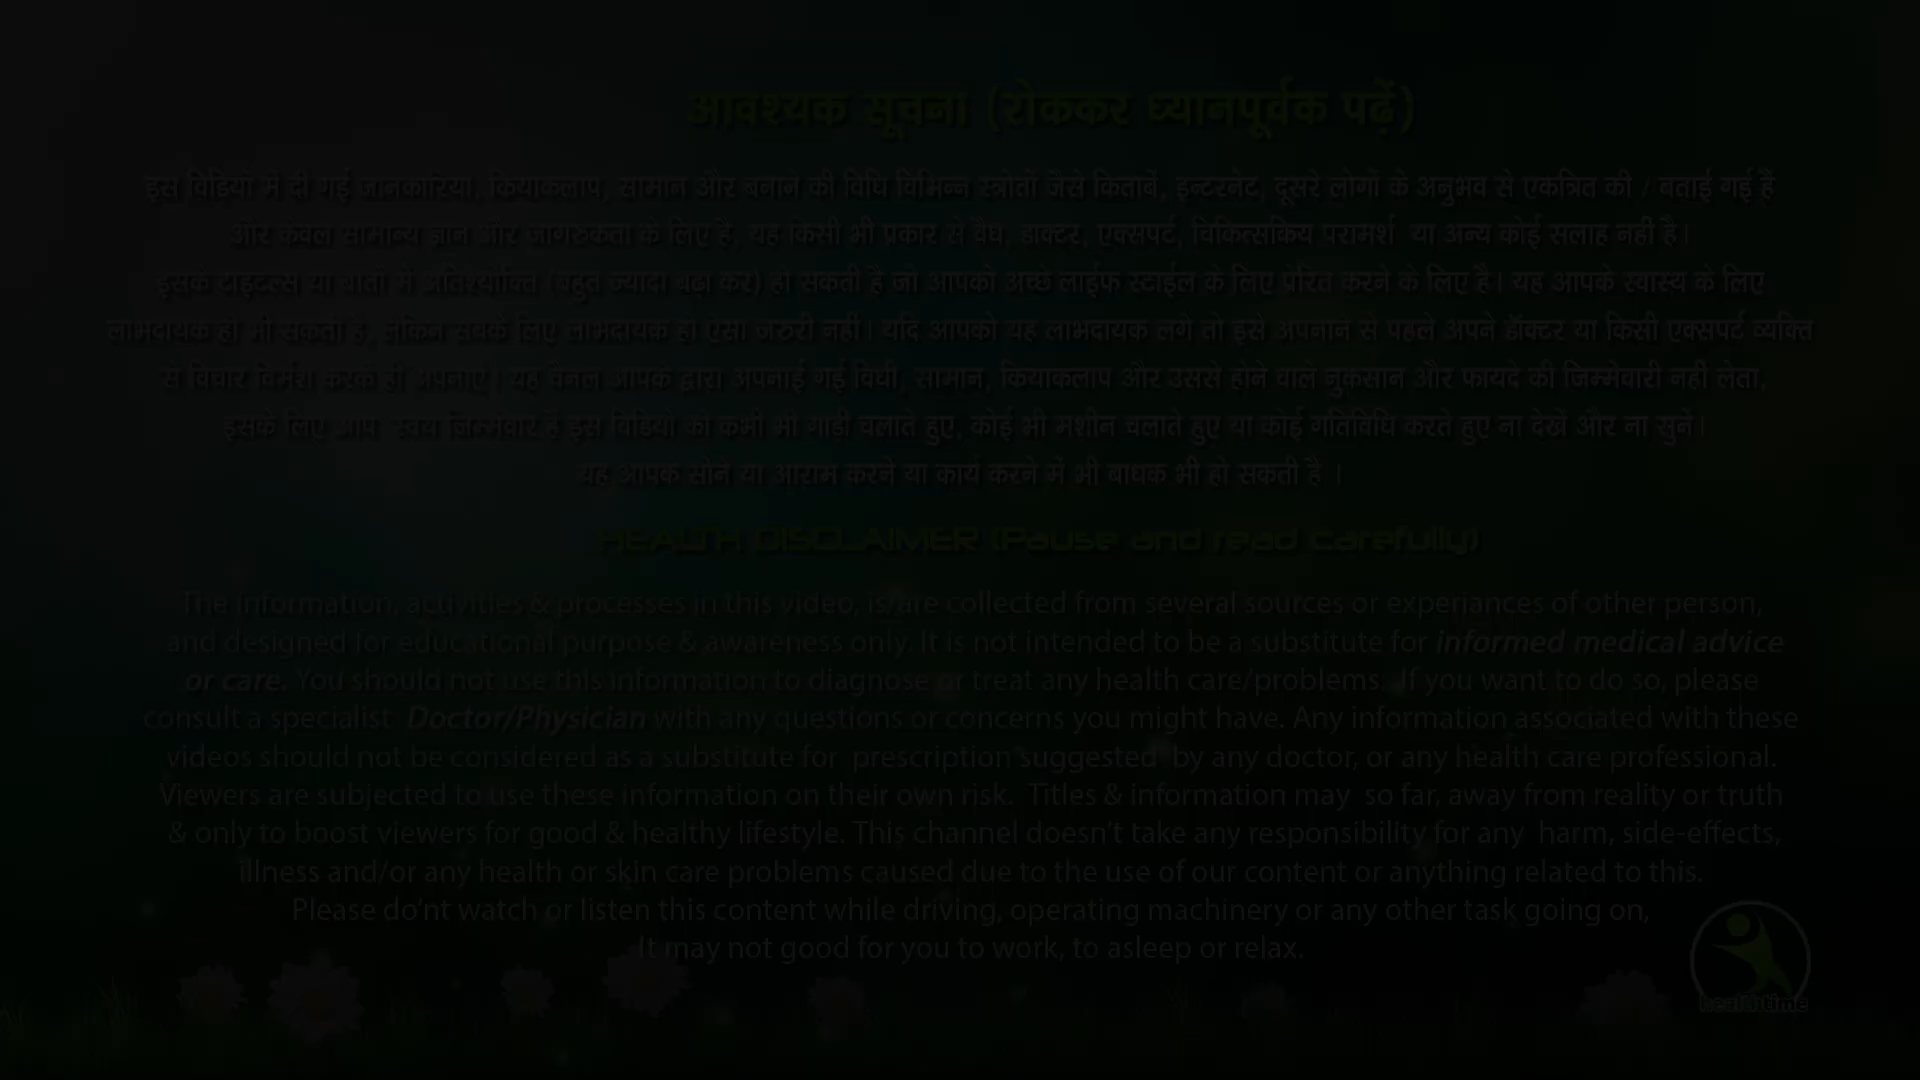 आवश्यक सूचना (रोककर ध्यानपूर्वक पढ़ें)
इस विडियो में दी गई जानकारियां, कियाकलाप, सामान और बनाने की विधि विभिन्न स्त्रोतों जैसे किताबें, इन्टरनेट, दूसरे लोगों के अनुभव से एकत्रित की / बताई गई हैं
और केवल सामान्य ज्ञान और जागरुकता के लिए है, यह किसी भी प्रकार से वैध, डाक्टर, एक्सपर्ट, चिकित्सकिय परामर्श या अन्य कोई सलाह नही है।
इसके टाइटल्स या बातों में अतिश्योक्ति (बहुत ज्यादा बढ़ा कर) हो सकती है जो आपको अच्छे लाईफ स्टाईल के लिए प्रेरित करने के लिए है। यह आपके स्वास्थ के लिए
लाभदायक हो भी सकती है, लेकिन सबके लिए लाभदायक हो ऐसा जरुरी नहीं। यदि आपको यह लाभदायक लगे तो इसे अपनाने से पहले अपने डॉक्टर या किसी एक्सपर्ट व्यक्ति
से विचार विर्मश करके ही अपनाएं। यह चैनल आपके द्वारा अपनाई गई विधी, सामान, कियाकलाप और उससे होने वाले नुकसान और फायदे की जिम्मेवारी नही लेता,
इसके लिए आप स्वयं जिम्मेवार हैं इस विडियो को कभी भी गाडी चलाते हुए, कोई भी मशीन चलाते हुए या कोई गतिविधि करते हुए ना देखें और ना सुने।
यह आपके सोने या आराम करने या कार्य करने में भी बाधक भी हो सकती है ।
HEALTH DISCLAIMER (Pause and read carefully)
The information, activities & processes in this video, is/are collected from several sources or experiances of other person,
and designed for educational purpose & awareness only. It is not intended to be a substitute for informed medical advice
or care. You should not use this information to diagnose or treat any health care/problems. If you want to do so, please
consult a specialist Doctor/Physician with any questions or concerns you might have. Any information associated with these
videos should not be considered as a substitute for prescription suggested by any doctor, or any health care professional.
Viewers are subjected to use these information on their own risk. Titles & information may so far, away from reality or truth
& only to boost viewers for good & healthy lifestyle. This channel doesn't take any responsibility for any harm, side-effects,
illness and/or any health or skin care problems caused due to the use of our content or anything related to this.
Please do'nt watch or listen this content while driving, operating machinery or any other task going on,
It may not good for you to work, to asleep or relax.
health time